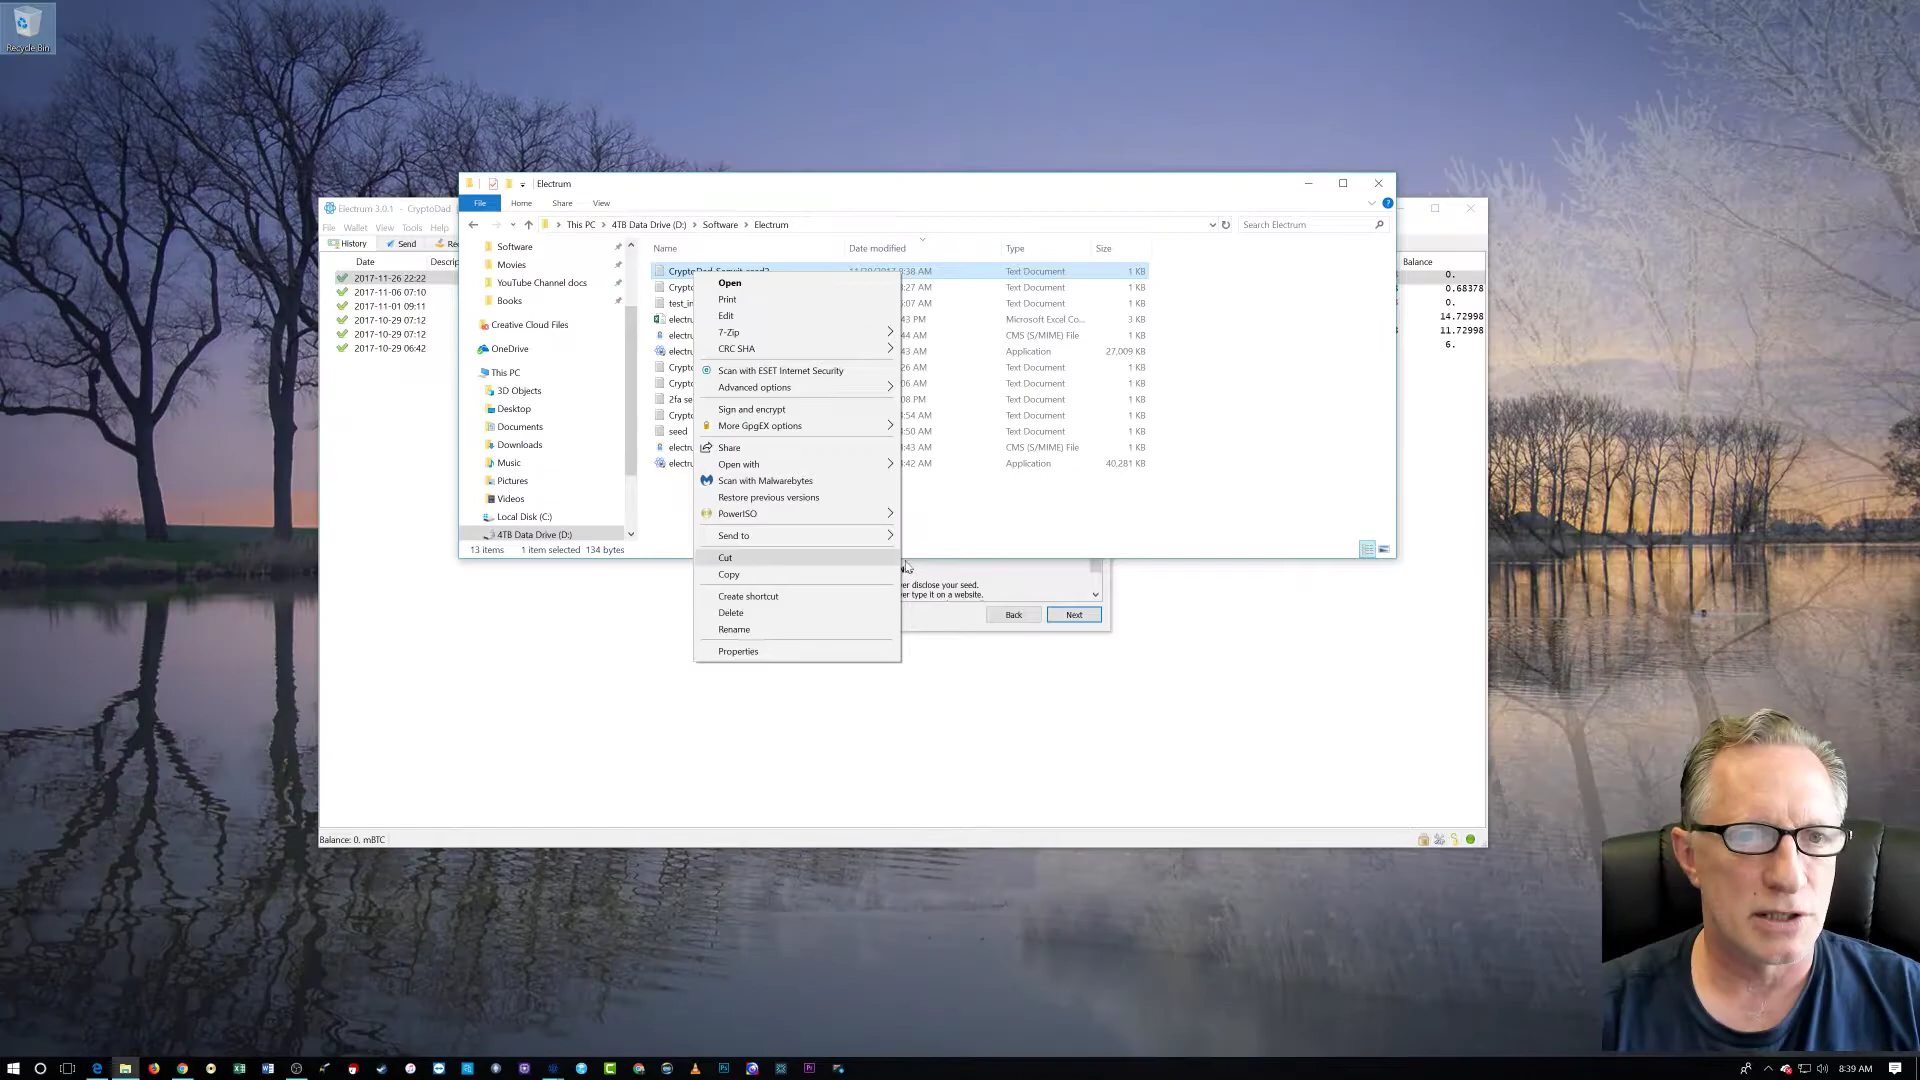 Recycle Bin
Electrum
File
Home
Share
View
This PC
4TB Data Drive (D:)
Software
Electrum
Search Electrum
Electrum 3.0.1 - CryptoDad
File Wallet View Tools Help
History
Send
Date
2017-11-26 22:22
2017-11-06 07:10
2017-11-01 09:11
2017-10-29 07:12
2017-10-29 07:12
2017-10-29 06:42
Balance
0.
0.68378
0.
14.72998
11.72998
6.
Software
Movies
YouTube Channel docs
Books
Creative Cloud Files
OneDrive
This PC
3D Objects
Desktop
Documents
Downloads
Music
Pictures
Videos
Local Disk (C:)
4TB Data Drive (D:)
Name
Date modified
Type
Size
Text Document 1 KB
Text Document 1 KB
Text Document 1 KB
Microsoft Excel Co... 3 KB
CMS (S/MIME) File 1 KB
Application 27,009 KB
Text Document 1 KB
Text Document 1 KB
Text Document 1 KB
Text Document 1 KB
seed Text Document 1 KB
CMS (S/MIME) File 1 KB
Application 40,281 KB
Open
Print
Edit
7-Zip
CRC SHA
Scan with ESET Internet Security
Advanced options
Sign and encrypt
More GpgEX options
Share
Open with
Scan with Malwarebytes
Restore previous versions
PowerISO
Send to
Cut
Copy
Create shortcut
Delete
Rename
Properties
13 items
1 item selected
134 bytes
disclose your seed.
type it on a website.
Back
Next
Balance: 0. mBTC
8:39 AM